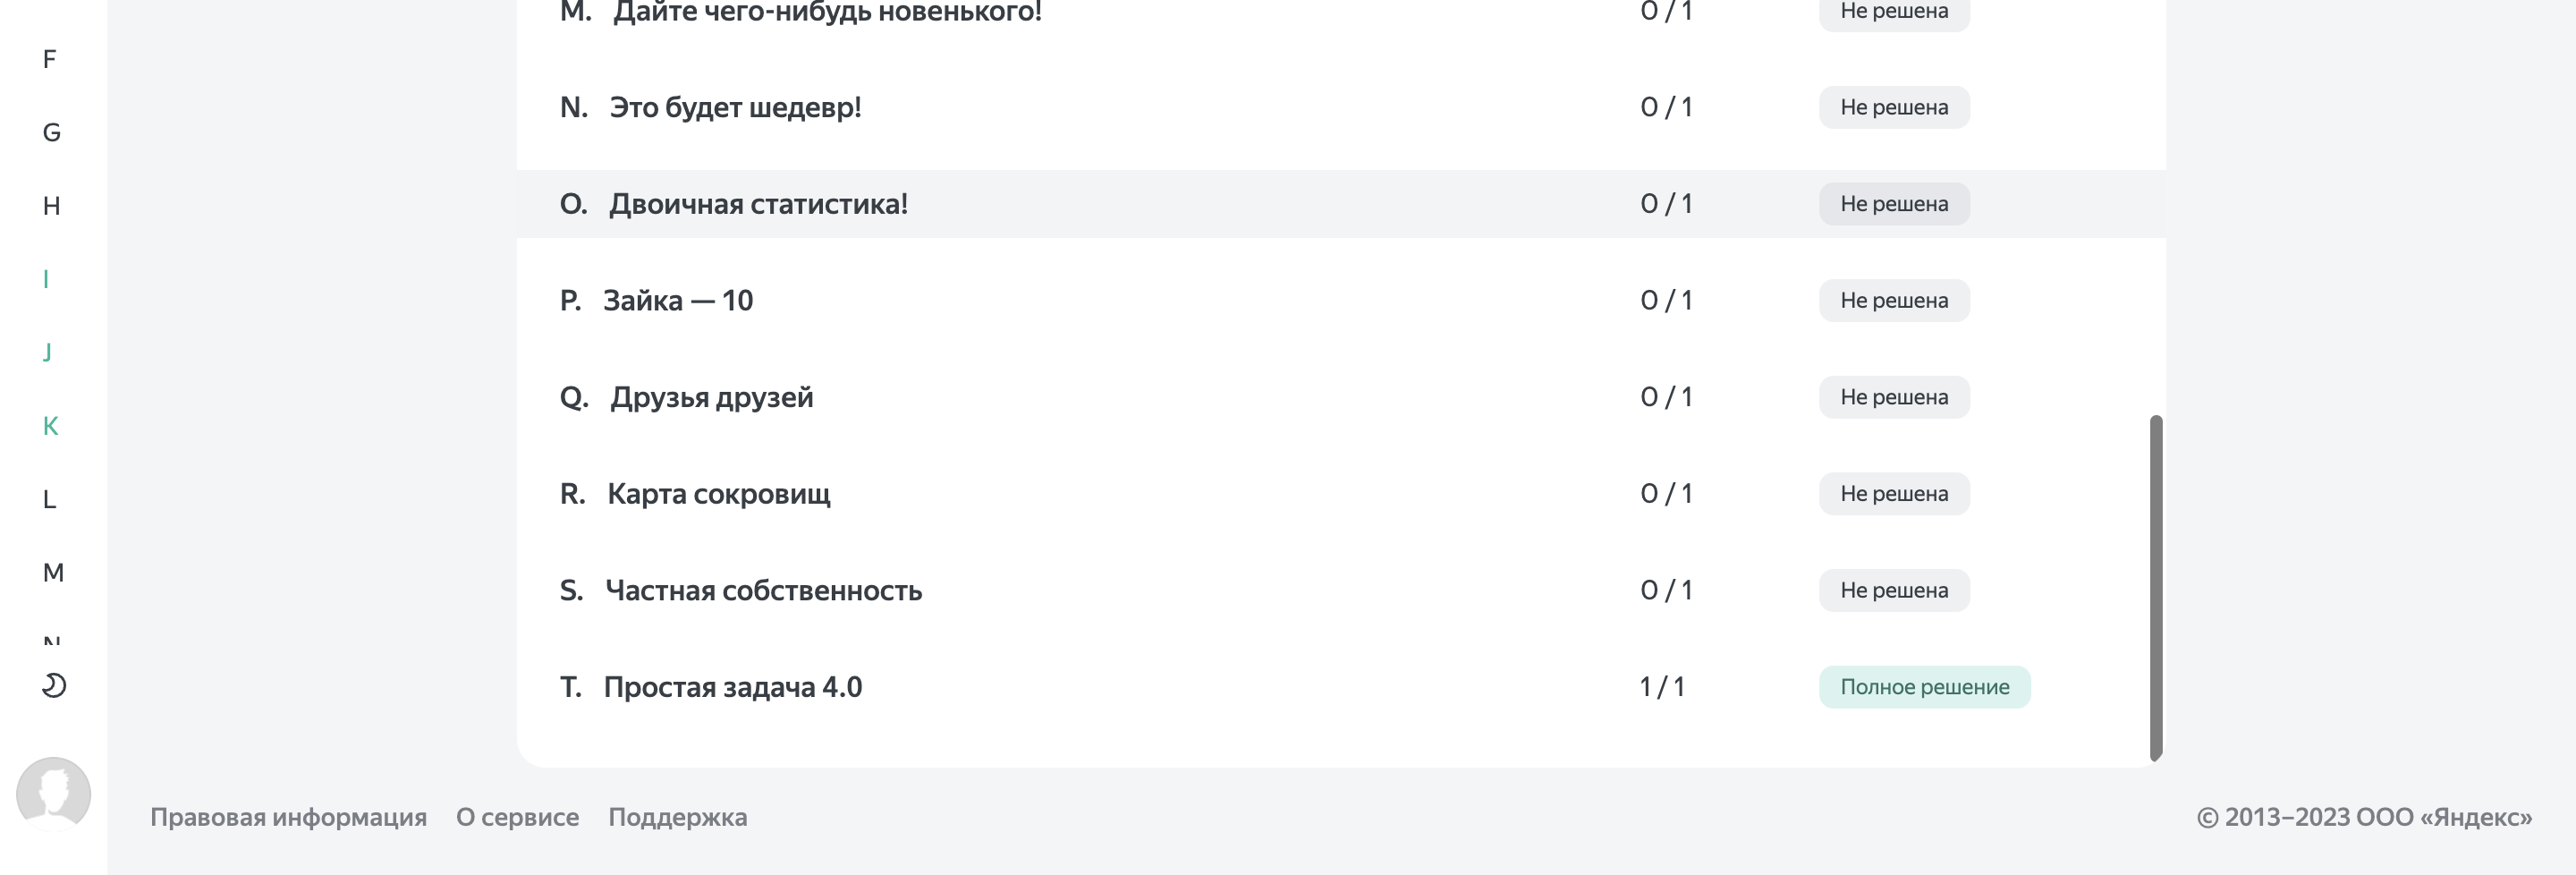 F
G
H
I
J
K
L
M
N
M. Дайте чего-нибудь новенького! 0 / 1 Не решена
N. Это будет шедевр! 0 / 1 Не решена
O. Двоичная статистика! 0 / 1 Не решена
P. Зайка — 10 0 / 1 Не решена
Q. Друзья друзей 0 / 1 Не решена
R. Карта сокровищ 0 / 1 Не решена
S. Частная собственность 0 / 1 Не решена
T. Простая задача 4.0 1 / 1 Полное решение
Правовая информация О сервисе Поддержка © 2013–2023 ООО «Яндекс»